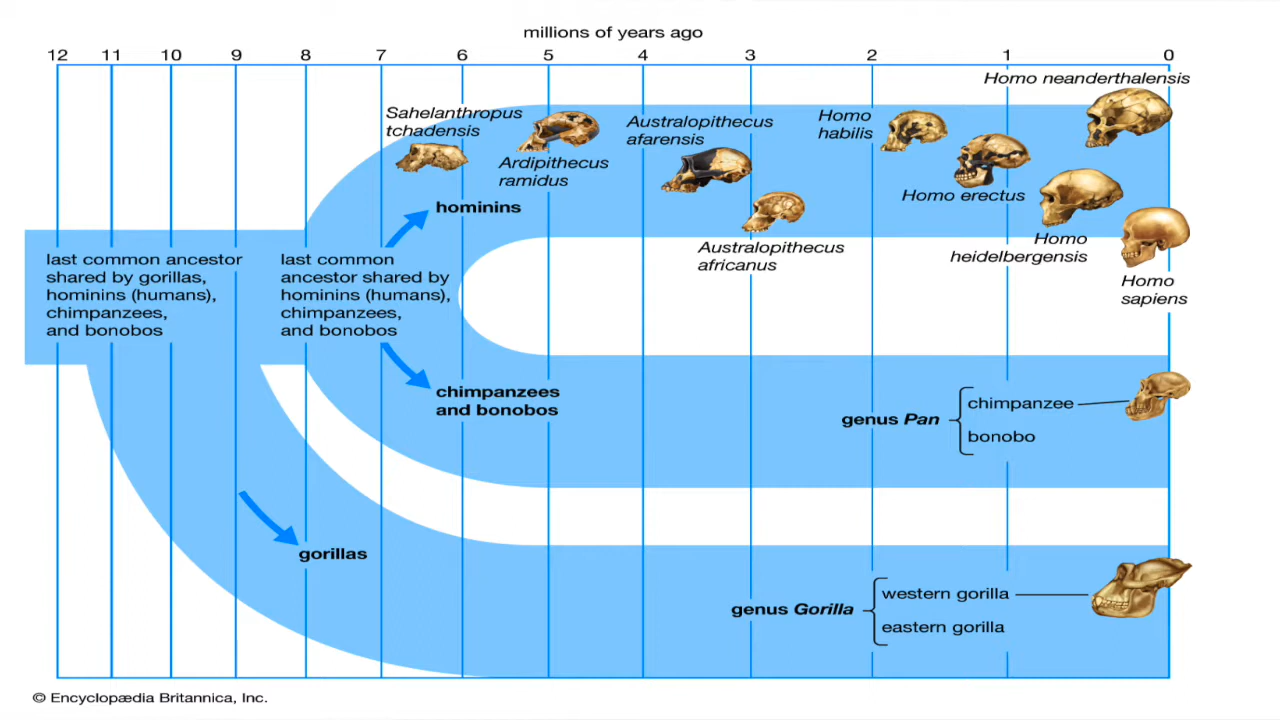 millions of years ago
12 11 10 9 8 7 6 5 4 3 2 1 0
Homo neanderthalensis
Sahelanthropus
tchadensis
Ardipithecus
ramidus
Australopithecus
afarensis
Homo
habilis
Homo erectus
hominins
Australopithecus
africanus
Homo
heidelbergensis
Homo
sapiens
last common ancestor
shared by gorillas,
hominins (humans),
chimpanzees,
and bonobos
last common
ancestor shared by
hominins (humans),
chimpanzees,
and bonobos
chimpanzees
and bonobos
genus Pan
chimpanzee
bonobo
gorillas
genus Gorilla
western gorilla
eastern gorilla
© Encyclopædia Britannica, Inc.